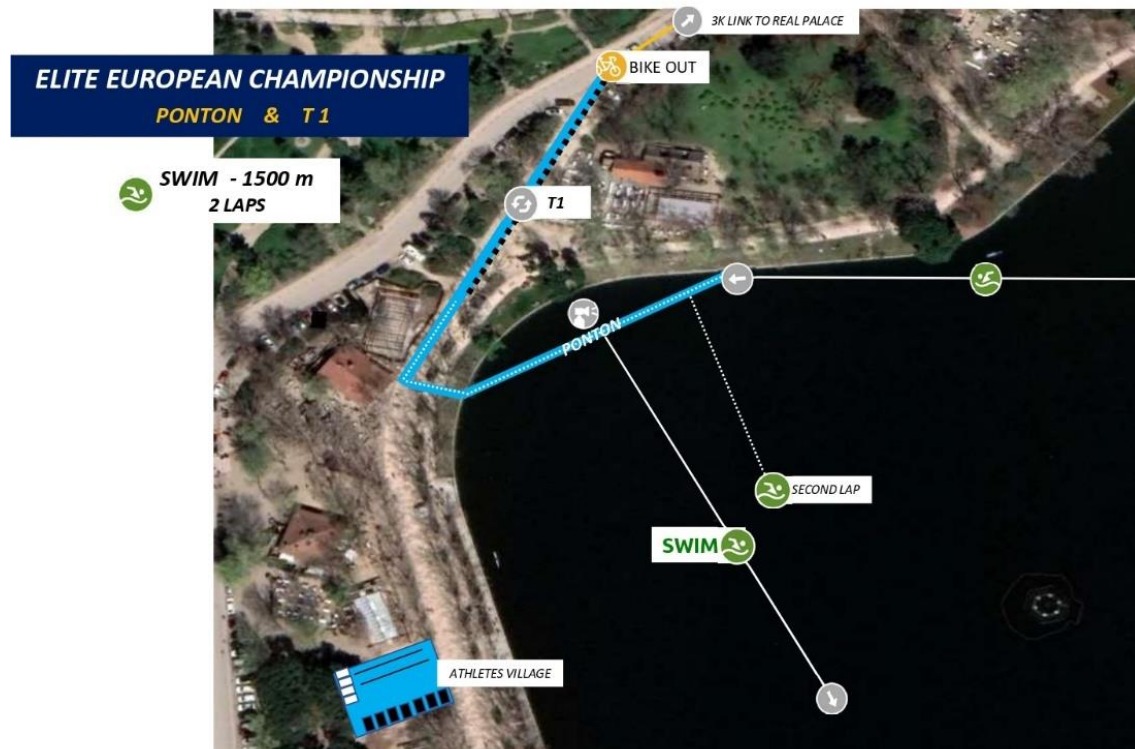 3K LINK TO REAL PALACE
BIKE OUT
ELITE EUROPEAN CHAMPIONSHIP
PONTON & T 1
SWIM - 1500 m
2 LAPS
T1
PONTON
SECOND LAP
SWIM
ATHLETES VILLAGE